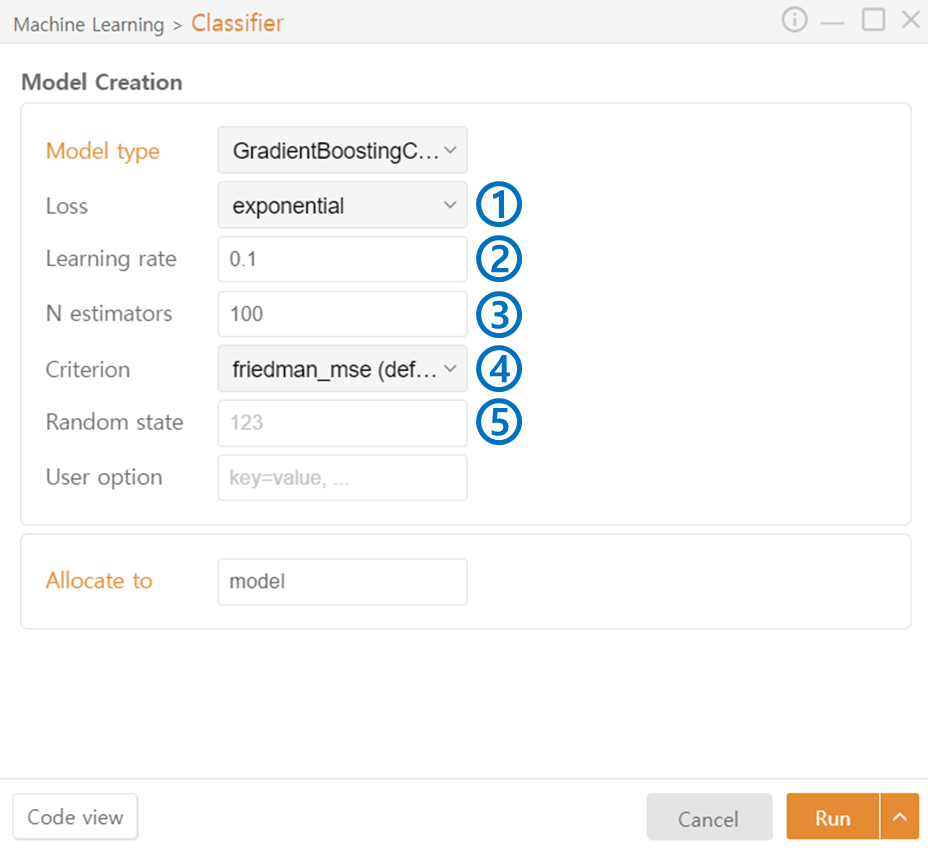 Machine Learning > Classifier
Model Creation
Model type GradientBoostingC...
Loss exponential ①
Learning rate 0.1 ②
N estimators 100 ③
Criterion friedman_mse (def... ④
Random state 123 ⑤
User option key=value, ...
Allocate to model
Code view Cancel Run